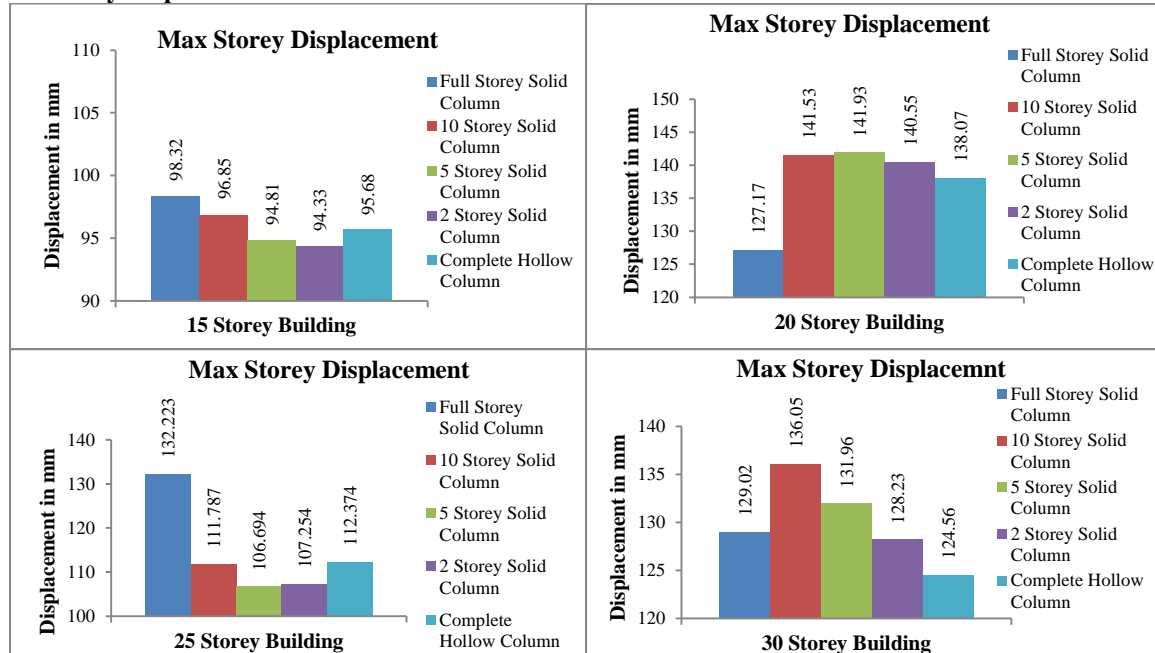 Max Storey Displacement
Displacement in mm
110
105
100
95
90
98.32
96.85
94.81
94.33
95.68
Full Storey Solid
Column
10 Storey Solid
Column
5 Storey Solid
Column
2 Storey Solid
Column
Complete Hollow
Column
15 Storey Building
Max Storey Displacement
Displacement in mm
150
145
140
135
130
125
120
127.17
141.53
141.93
140.55
138.07
Full Storey Solid
Column
10 Storey Solid
Column
5 Storey Solid
Column
2 Storey Solid
Column
Complete Hollow
Column
20 Storey Building
Max Storey Displacement
Displacement in mm
140
130
120
110
100
132.223
111.787
106.694
107.254
112.374
Full Storey
Solid Column
10 Storey Solid
Column
5 Storey Solid
Column
2 Storey Solid
Column
Complete
Hollow Column
25 Storey Building
Max Storey Displacemnt
Displacement in mm
140
135
130
125
120
129.02
136.05
131.96
128.23
124.56
Full Storey Solid
Column
10 Storey Solid
Column
5 Storey Solid
Column
2 Storey Solid
Column
Complete Hollow
Column
30 Storey Building